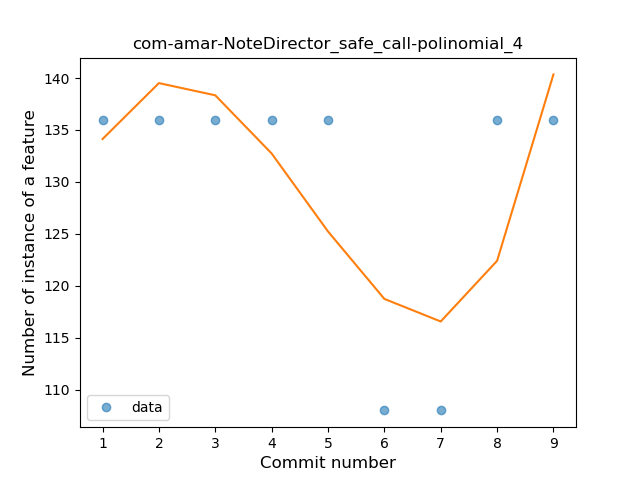 com-amar-NoteDirector_safe_call-polinomial_4
Number of instance of a feature
140
135
130
125
120
115
110
data
1 2 3 4 5 6 7 8 9
Commit number